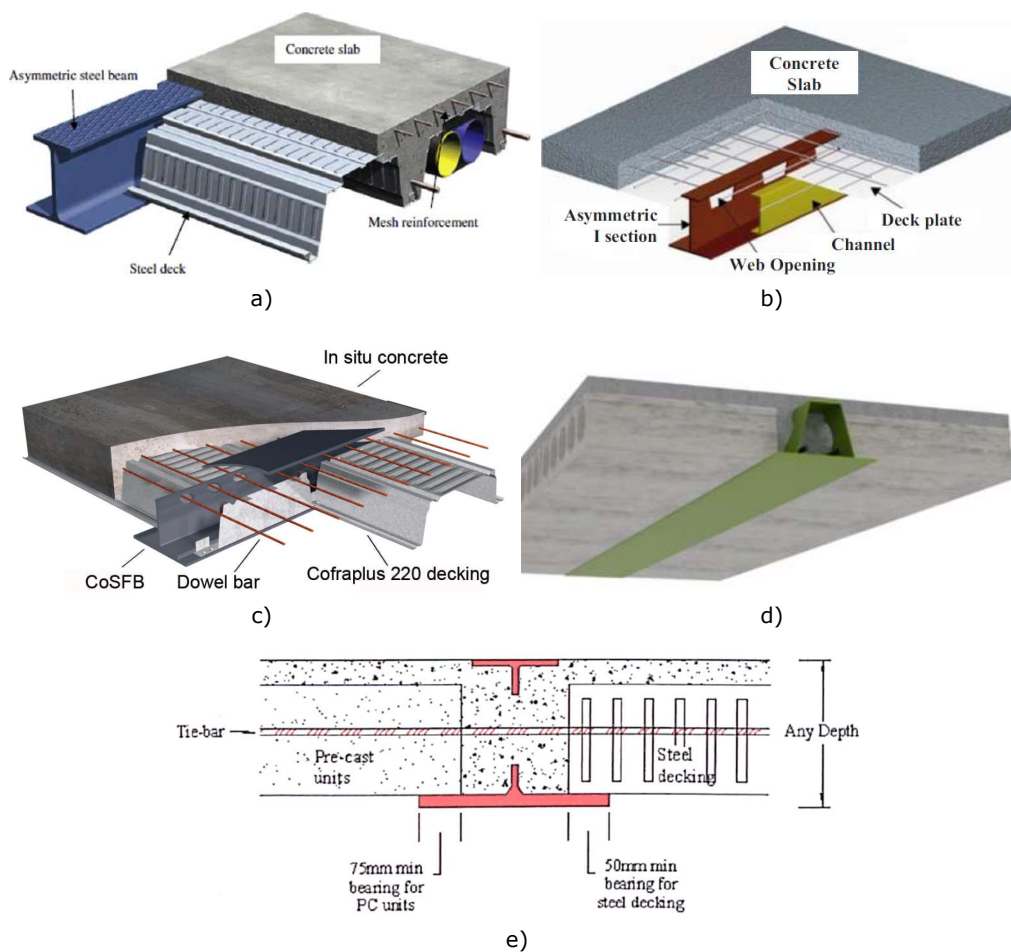 Concrete slab
Asymmetric steel beam
Mesh reinforcement
Steel deck
a)
Concrete
Slab
Asymmetric
I section
Deck plate
Channel
Web Opening
b)
In situ concrete
CoSFB
Dowel bar
Cofraplus 220 decking
c)
d)
Tie-bar
Pre-cast
units
Steel
decking
Any Depth
75mm min
bearing for
PC units
50mm min
bearing for
steel decking
e)